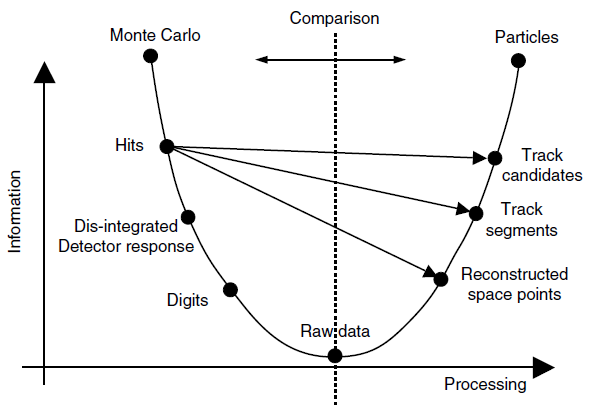 Comparison
Monte Carlo
Particles
Hits
Track
candidates
Track
segments
Dis-integrated
Detector response
Reconstructed
space points
Digits
Raw data
Information
Processing